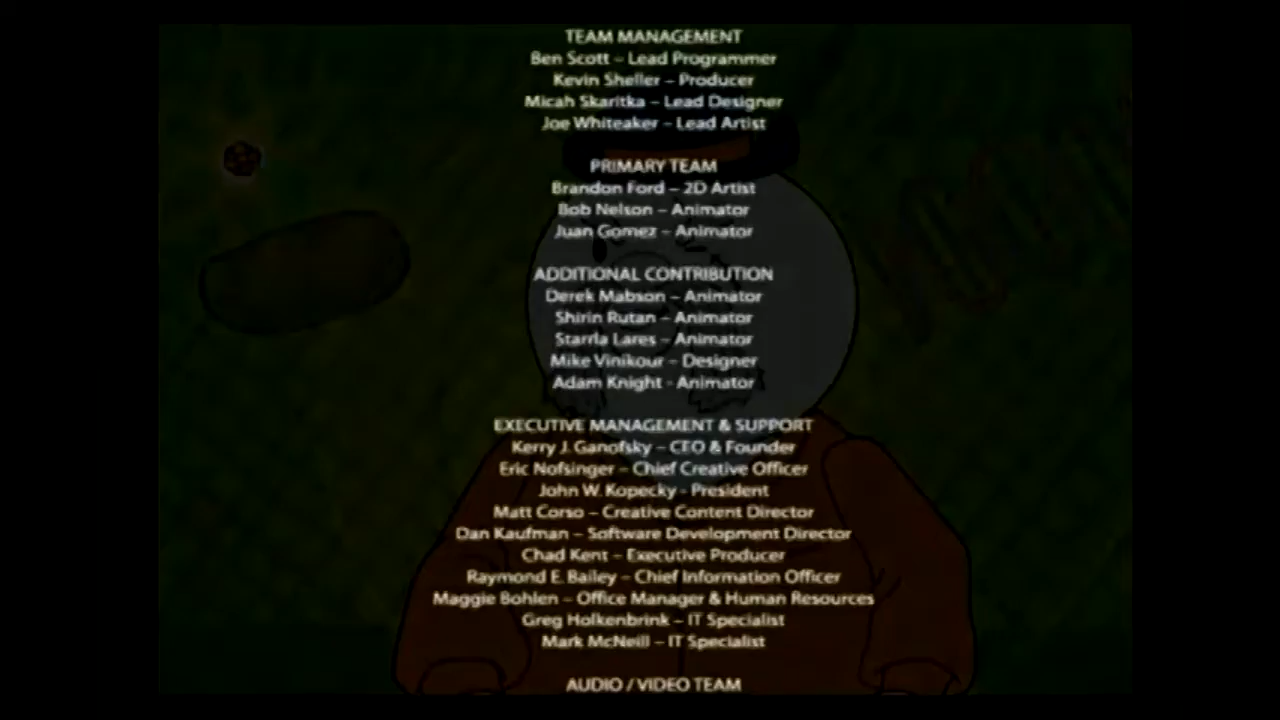 TEAM MANAGEMENT
Ben Scott – Lead Programmer
Kevin Sheller – Producer
Micah Skaritka – Lead Designer
Joe Whiteaker – Lead Artist
PRIMARY TEAM
Brandon Ford – 2D Artist
Bob Nelson – Animator
Juan Gomez – Animator
ADDITIONAL CONTRIBUTION
Derek Mabson – Animator
Shirin Rutan – Animator
Starrla Lares – Animator
Mike Vinikour – Designer
Adam Knight - Animator
EXECUTIVE MANAGEMENT & SUPPORT
Kerry J. Ganofsky – CEO & Founder
Eric Nofsinger – Chief Creative Officer
John W. Kopecky - President
Matt Corso – Creative Content Director
Dan Kaufman – Software Development Director
Chad Kent – Executive Producer
Raymond E. Bailey – Chief Information Officer
Maggie Bohlen – Office Manager & Human Resources
Greg Holkenbrink – IT Specialist
Mark McNeill – IT Specialist
AUDIO / VIDEO TEAM